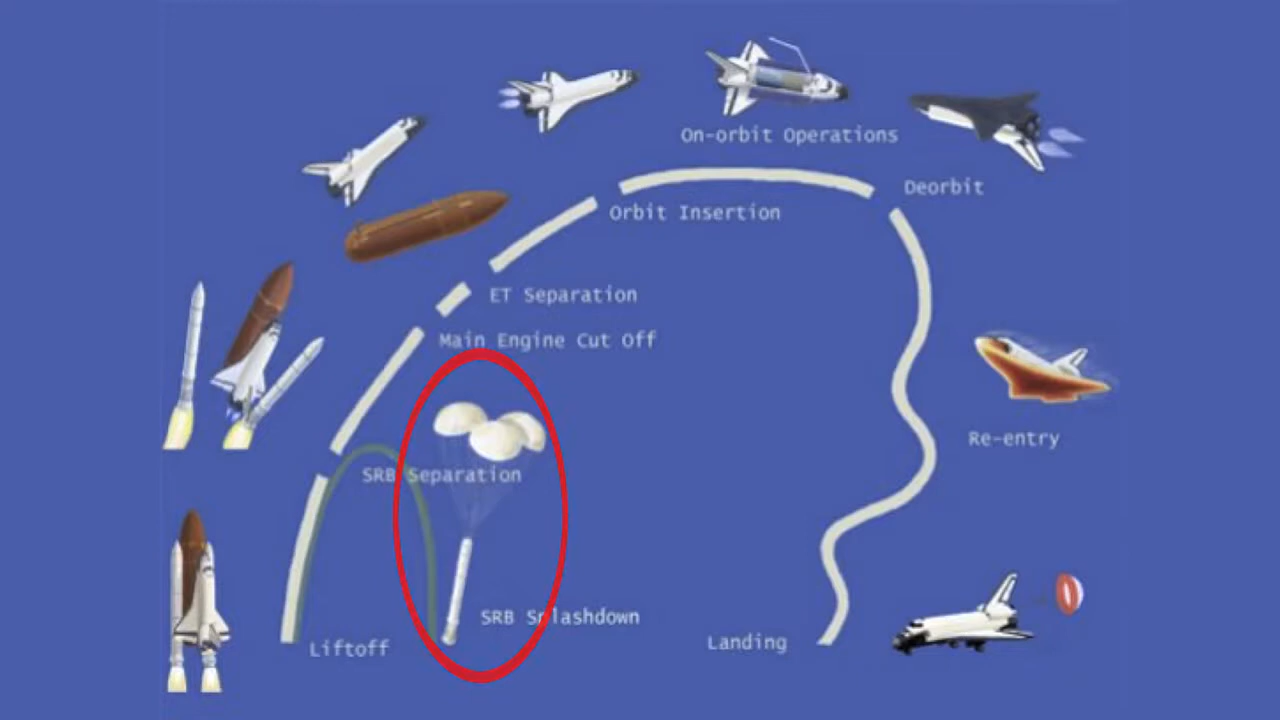 On-orbit Operations
Deorbit
Orbit Insertion
ET Separation
Main Engine Cut Off
Re-entry
SRB Separation
SRB Splashdown
Liftoff
Landing